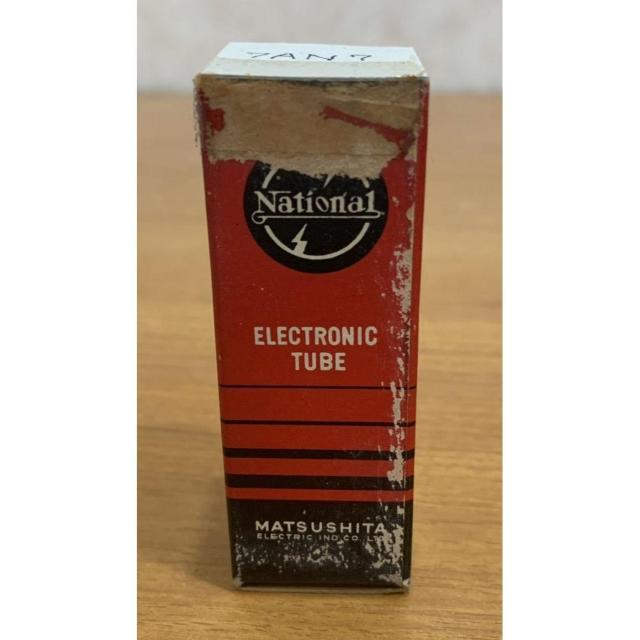 7AN7
National
ELECTRONIC
TUBE
MATSUSHITA
ELECTRIC IND CO. LTD